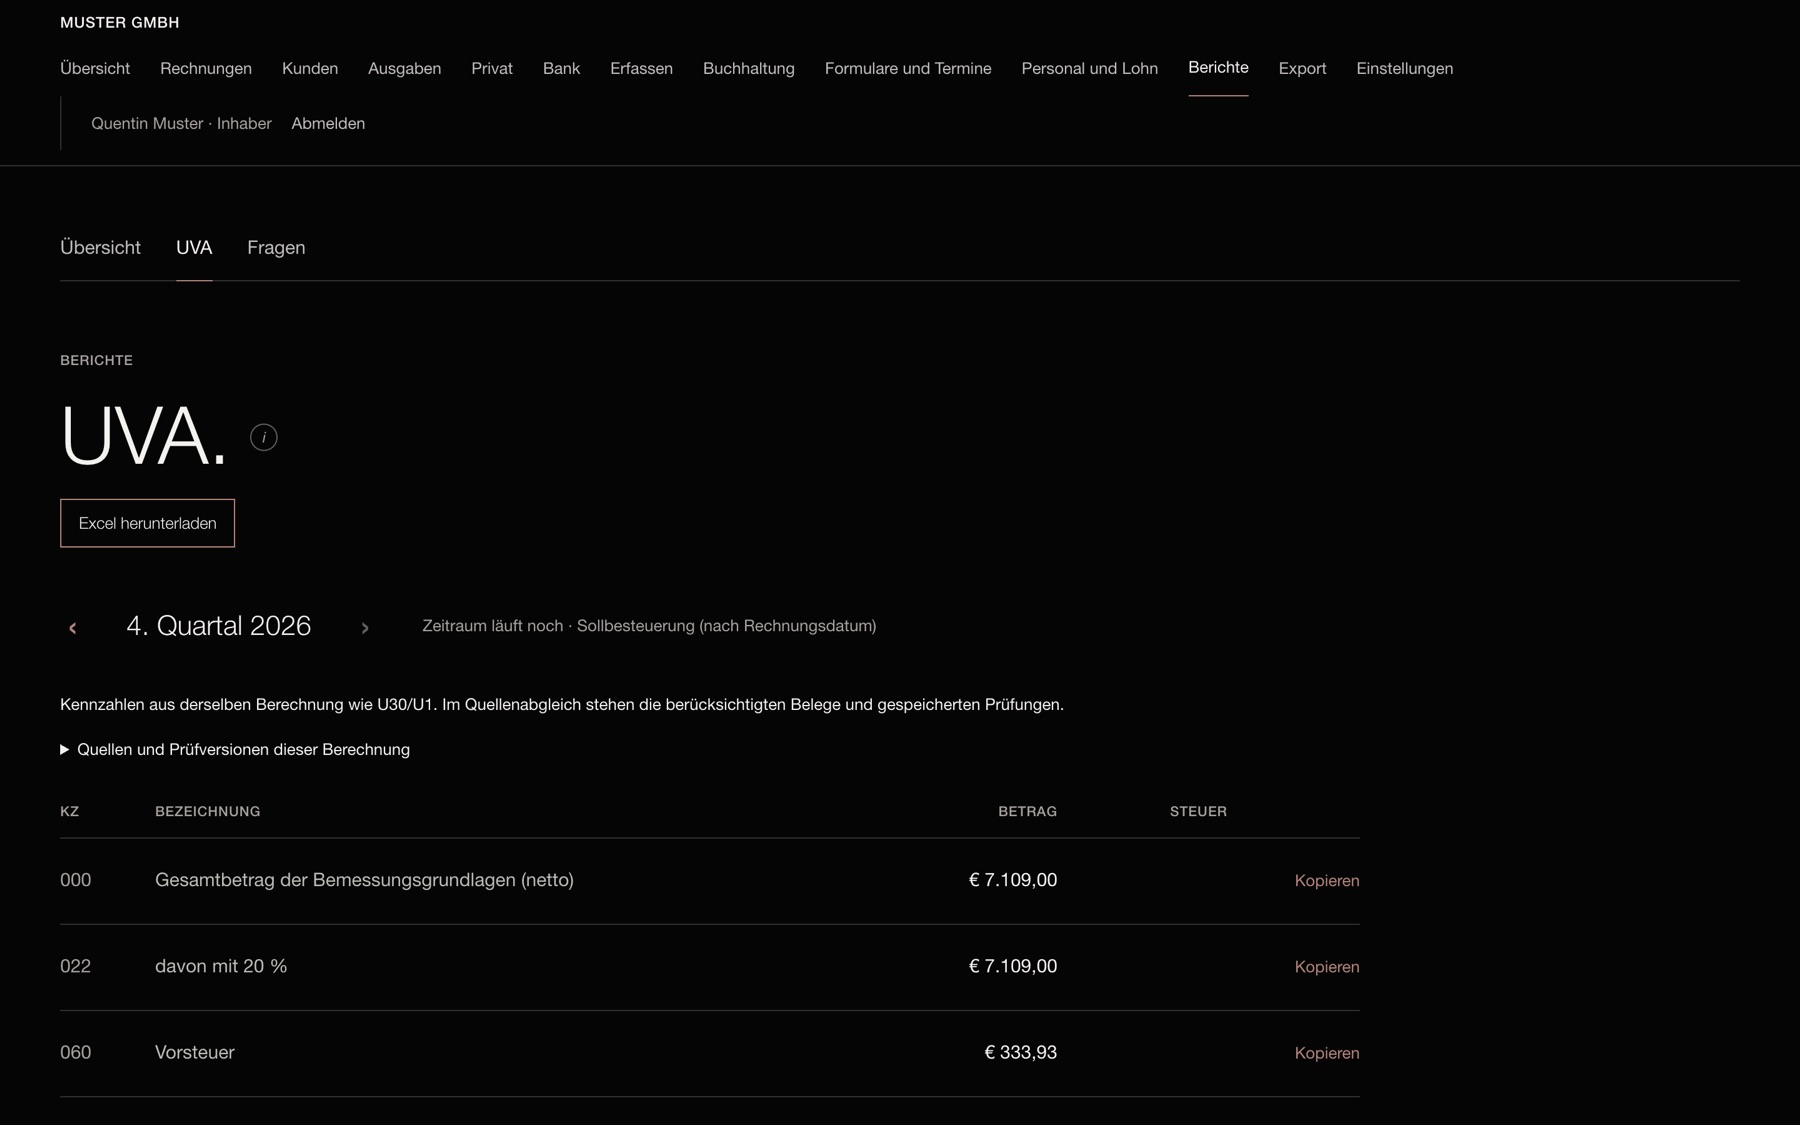 MUSTER GMBH
Übersicht Rechnungen Kunden Ausgaben Privat Bank Erfassen Buchhaltung Formulare und Termine Personal und Lohn Berichte Export Einstellungen
Quentin Muster · Inhaber Abmelden
Übersicht UVA Fragen
BERICHTE
UVA. i
Excel herunterladen
‹ 4. Quartal 2026 › Zeitraum läuft noch · Sollbesteuerung (nach Rechnungsdatum)
Kennzahlen aus derselben Berechnung wie U30/U1. Im Quellenabgleich stehen die berücksichtigten Belege und gespeicherten Prüfungen.
▶ Quellen und Prüfversionen dieser Berechnung
KZ BEZEICHNUNG BETRAG STEUER
000 Gesamtbetrag der Bemessungsgrundlagen (netto) € 7.109,00 Kopieren
022 davon mit 20 % € 7.109,00 Kopieren
060 Vorsteuer € 333,93 Kopieren